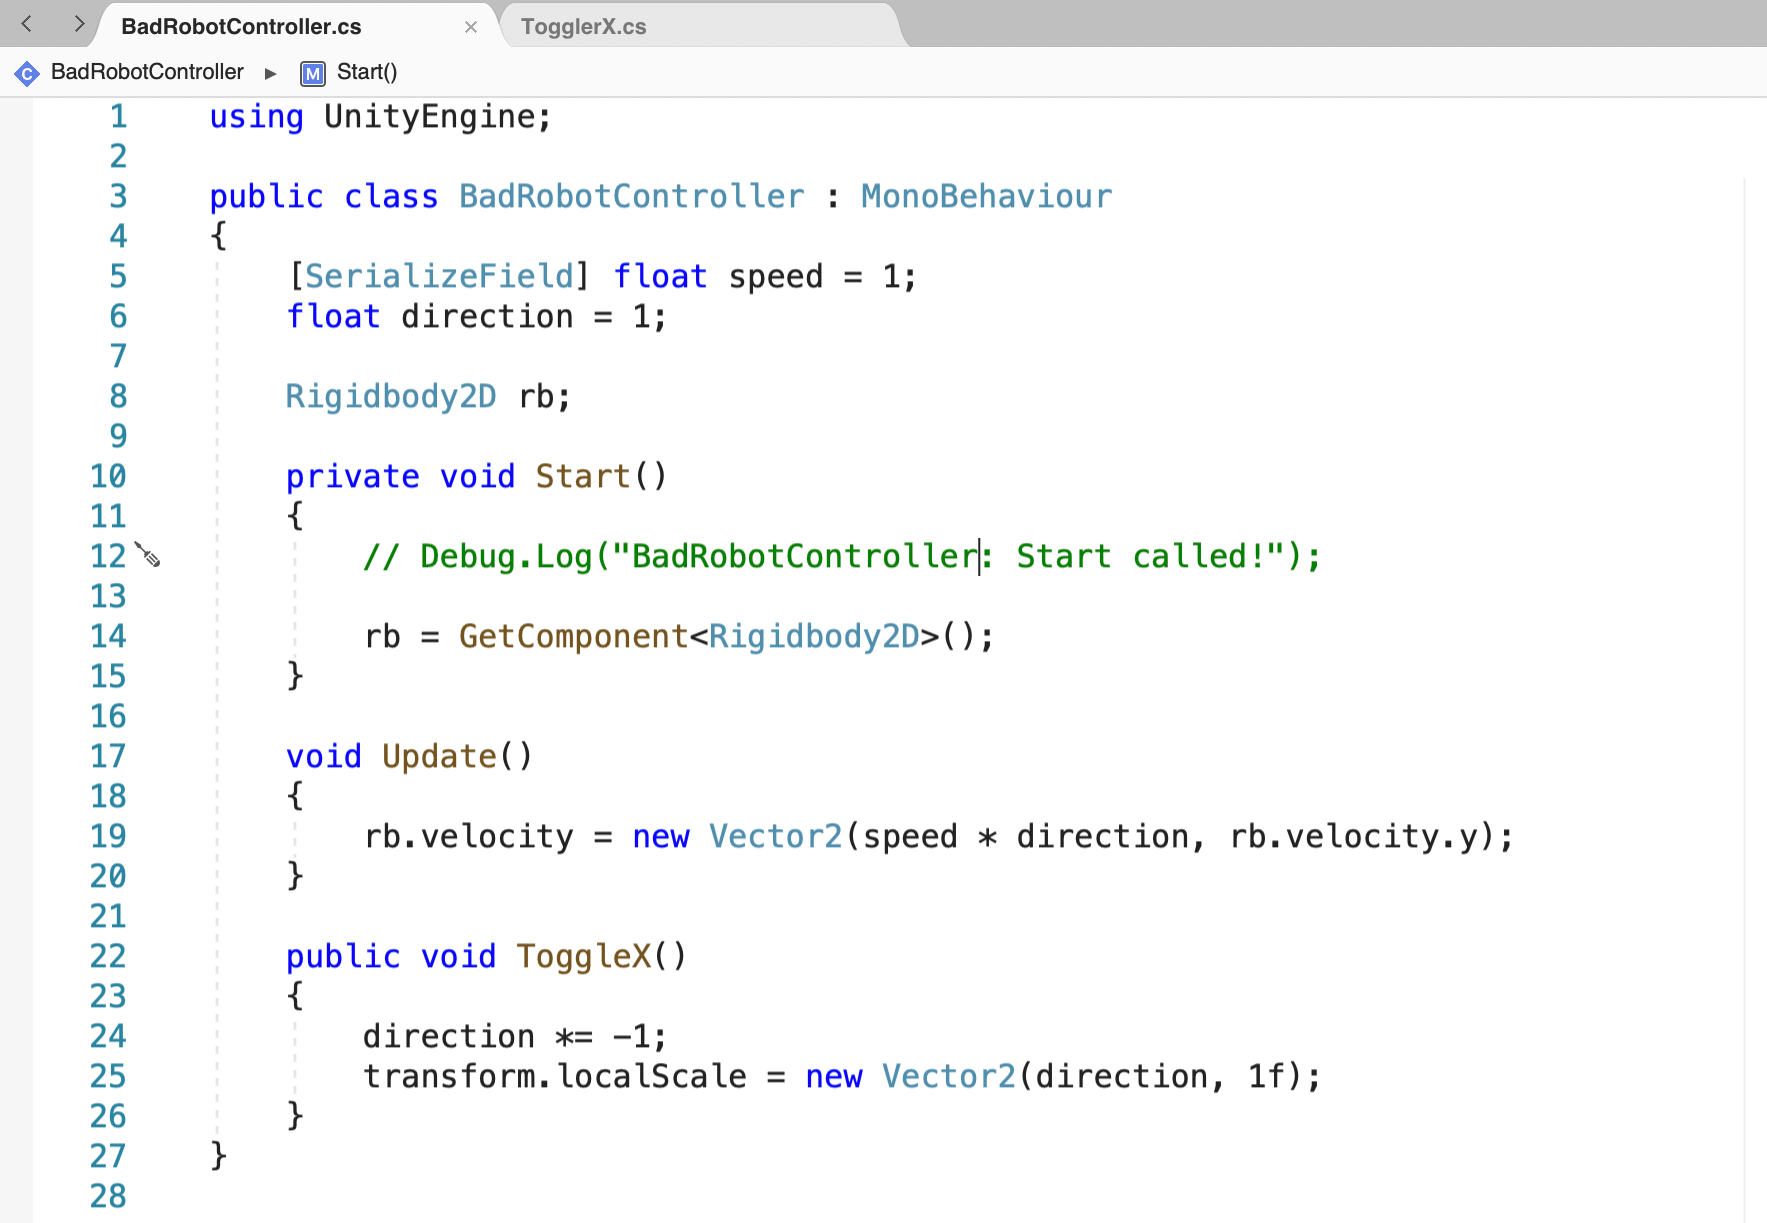 BadRobotController.cs × TogglerX.cs
BadRobotController ▶ M Start()
1 using UnityEngine;
2
3 public class BadRobotController : MonoBehaviour
4 {
5     [SerializeField] float speed = 1;
6     float direction = 1;
7
8     Rigidbody2D rb;
9
10     private void Start()
11     {
12         // Debug.Log("BadRobotController: Start called!");
13
14         rb = GetComponent<Rigidbody2D>();
15     }
16
17     void Update()
18     {
19         rb.velocity = new Vector2(speed * direction, rb.velocity.y);
20     }
21
22     public void ToggleX()
23     {
24         direction *= -1;
25         transform.localScale = new Vector2(direction, 1f);
26     }
27 }
28